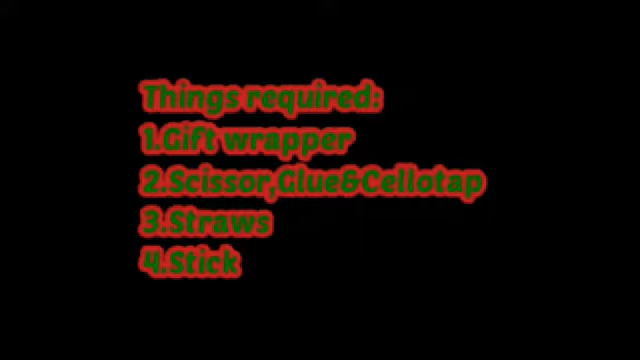 Things required:
1.Gift wrapper
2.Scissor,Glue&Cellotap
3.Straws
4.Stick